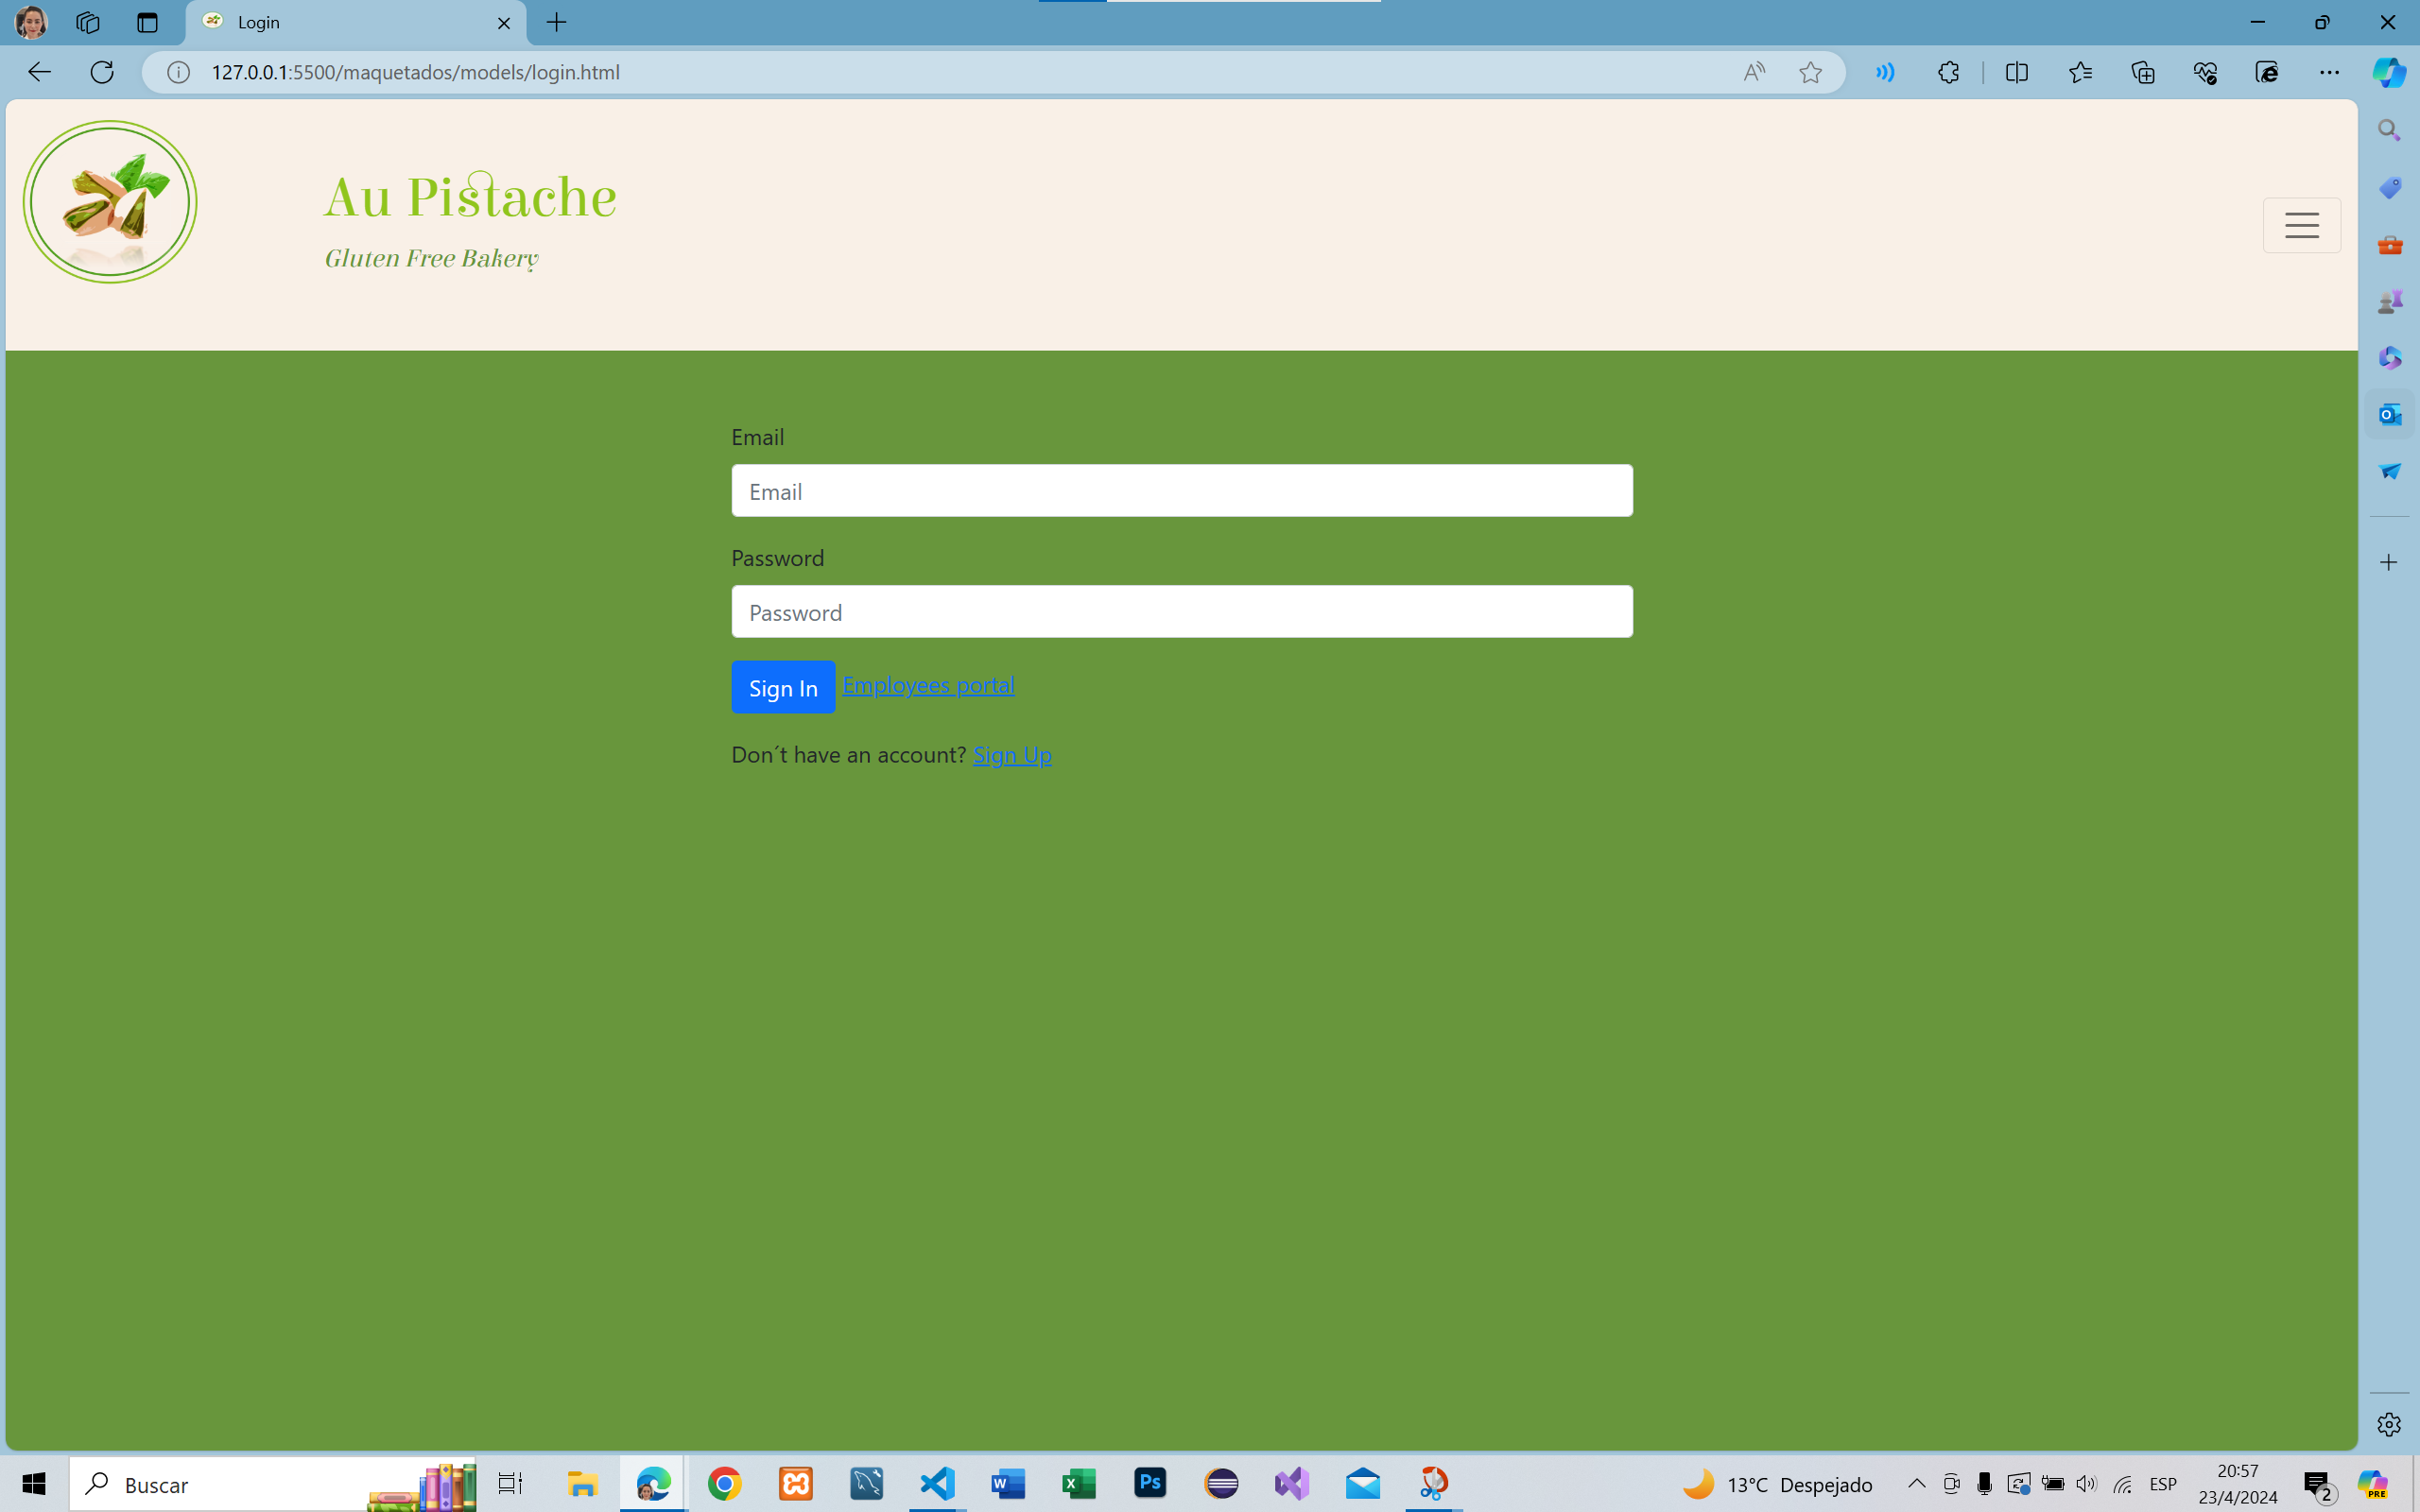 Login
127.0.0.1:5500/maquetados/models/login.html
Au Pistache
Gluten Free Bakery
Email
Email
Password
Password
Sign In Employees portal
Don´t have an account? Sign Up
Buscar
13°C Despejado
ESP
20:57
23/4/2024
2
PRE